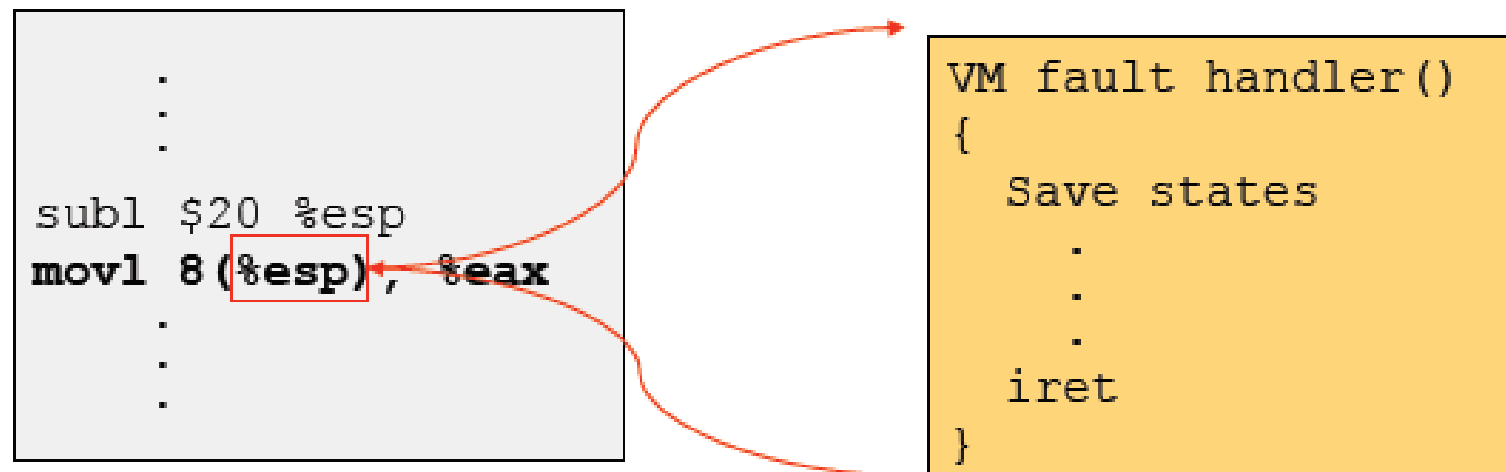 .
.
.
subl $20 %esp
movl 8(%esp), %eax
.
.
.
VM fault handler()
{
Save states
.
.
.
iret
}